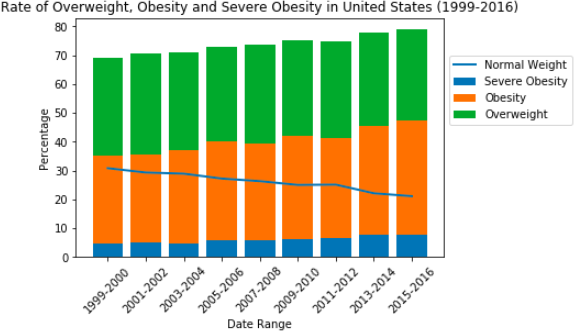 Rate of Overweight, Obesity and Severe Obesity in United States (1999-2016)
80
70
60
50
40
30
20
10
0
Percentage
1999-2000
2001-2002
2003-2004
2005-2006
2007-2008
2009-2010
2011-2012
2013-2014
2015-2016
Date Range
Normal Weight
Severe Obesity
Obesity
Overweight